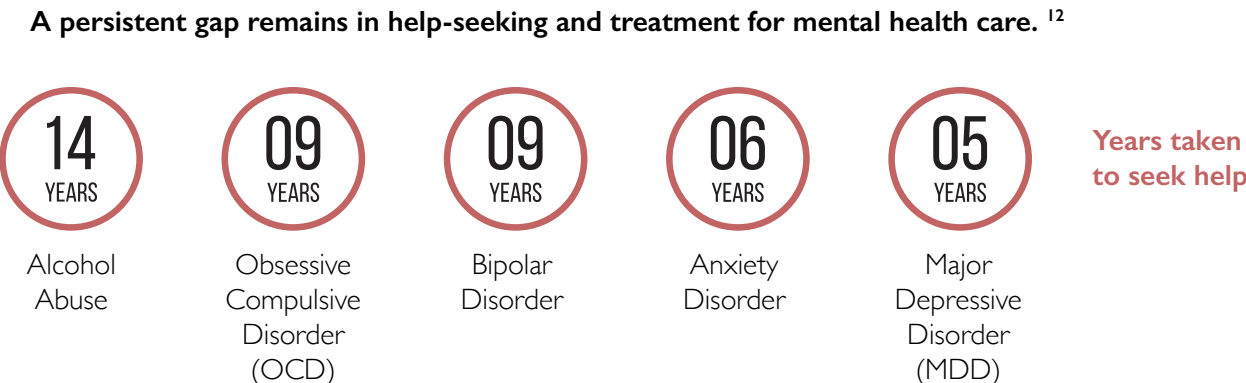 A persistent gap remains in help-seeking and treatment for mental health care. 12
14
YEARS
Alcohol
Abuse
09
YEARS
Obsessive
Compulsive
Disorder
(OCD)
09
YEARS
Bipolar
Disorder
06
YEARS
Anxiety
Disorder
05
YEARS
Major
Depressive
Disorder
(MDD)
Years taken
to seek help